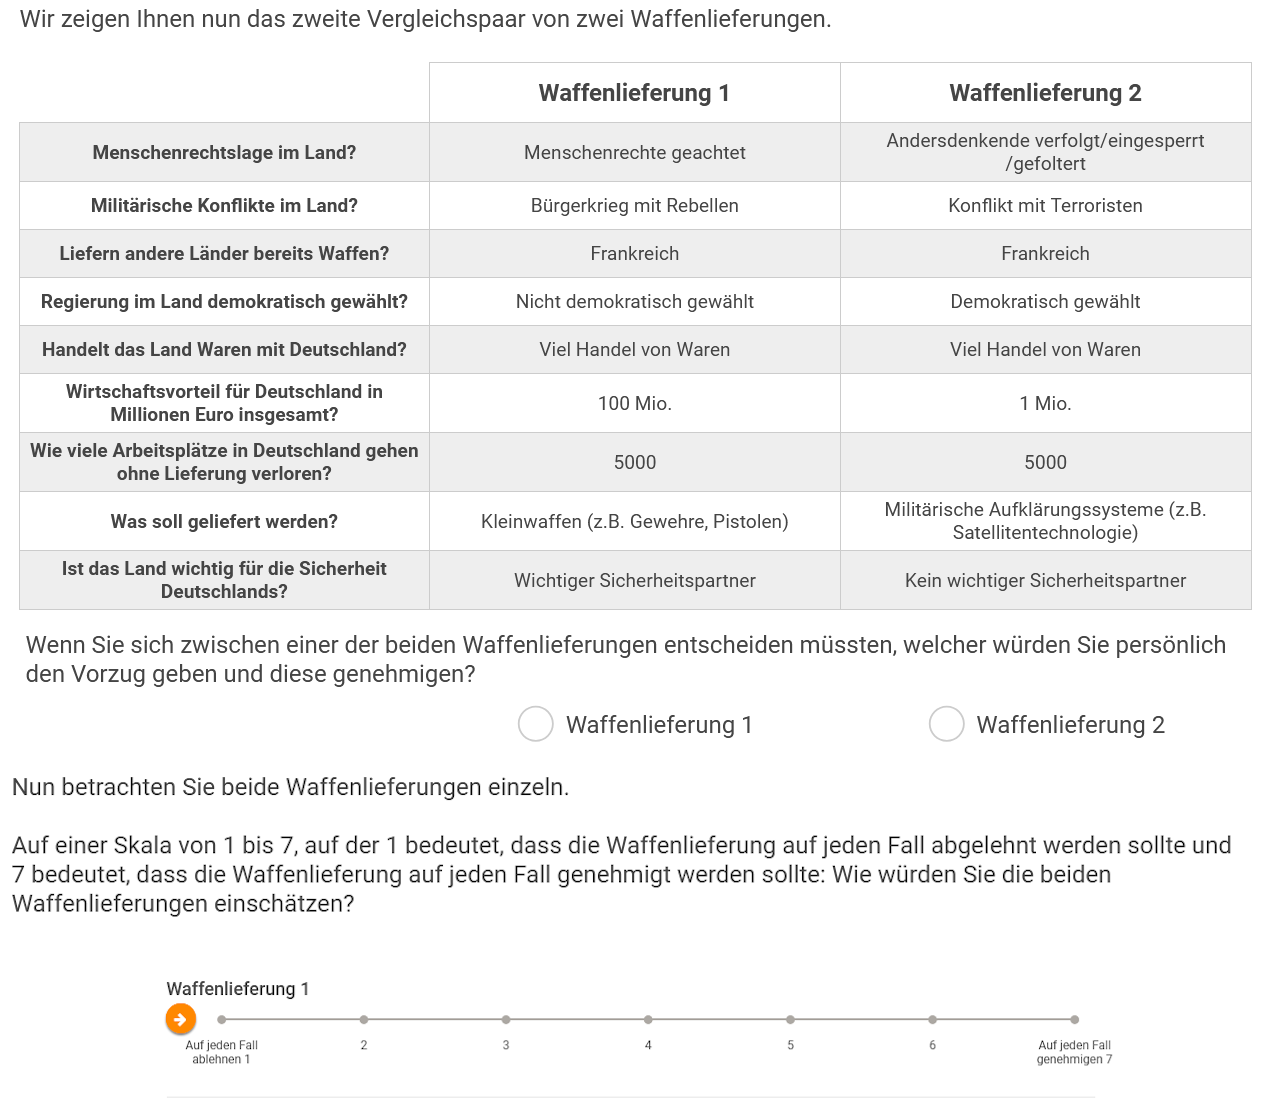 Wir zeigen Ihnen nun das zweite Vergleichspaar von zwei Waffenlieferungen.
Waffenlieferung 1 Waffenlieferung 2
Menschenrechtslage im Land? Menschenrechte geachtet Andersdenkende verfolgt/eingesperrt
/gefoltert
Militärische Konflikte im Land? Bürgerkrieg mit Rebellen Konflikt mit Terroristen
Liefern andere Länder bereits Waffen? Frankreich Frankreich
Regierung im Land demokratisch gewählt? Nicht demokratisch gewählt Demokratisch gewählt
Handelt das Land Waren mit Deutschland? Viel Handel von Waren Viel Handel von Waren
Wirtschaftsvorteil für Deutschland in
Millionen Euro insgesamt? 100 Mio. 1 Mio.
Wie viele Arbeitsplätze in Deutschland gehen
ohne Lieferung verloren? 5000 5000
Was soll geliefert werden? Kleinwaffen (z.B. Gewehre, Pistolen) Militärische Aufklärungssysteme (z.B.
Satellitentechnologie)
Ist das Land wichtig für die Sicherheit
Deutschlands? Wichtiger Sicherheitspartner Kein wichtiger Sicherheitspartner
Wenn Sie sich zwischen einer der beiden Waffenlieferungen entscheiden müssten, welcher würden Sie persönlich
den Vorzug geben und diese genehmigen?
Waffenlieferung 1 Waffenlieferung 2
Nun betrachten Sie beide Waffenlieferungen einzeln.
Auf einer Skala von 1 bis 7, auf der 1 bedeutet, dass die Waffenlieferung auf jeden Fall abgelehnt werden sollte und
7 bedeutet, dass die Waffenlieferung auf jeden Fall genehmigt werden sollte: Wie würden Sie die beiden
Waffenlieferungen einschätzen?
Waffenlieferung 1
Auf jeden Fall
ablehnen 1 2 3 4 5 6 Auf jeden Fall
genehmigen 7